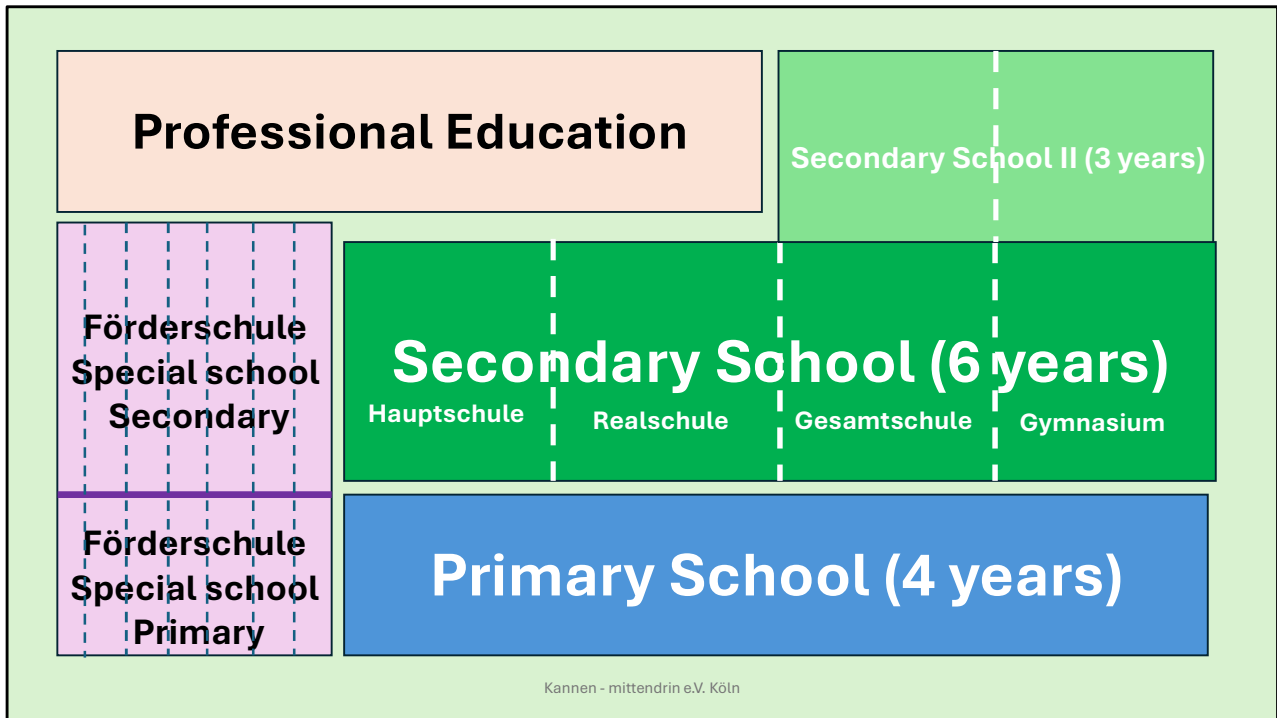 Professional Education
Secondary School II (3 years)
Förderschule
Special school
Secondary
Secondary School (6 years)
Hauptschule
Realschule
Gesamtschule
Gymnasium
Förderschule
Special school
Primary
Primary School (4 years)
Kannen - mittendrin e.V. Köln